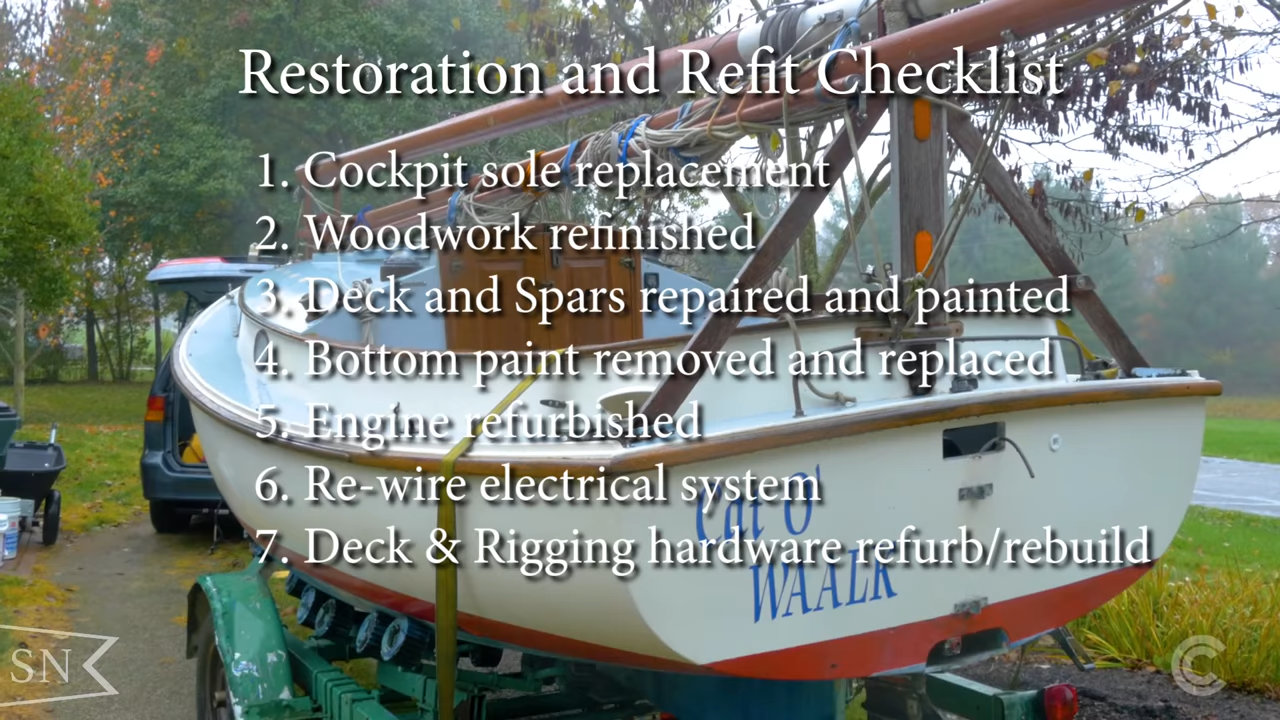 Restoration and Refit Checklist
1. Cockpit sole replacement
2. Woodwork refinished
3. Deck and Spars repaired and painted
4. Bottom paint removed and replaced
5. Engine refurbished
6. Re-wire electrical system
7. Deck & Rigging hardware refurb/rebuild
Cat O'
WAALK
SN
C